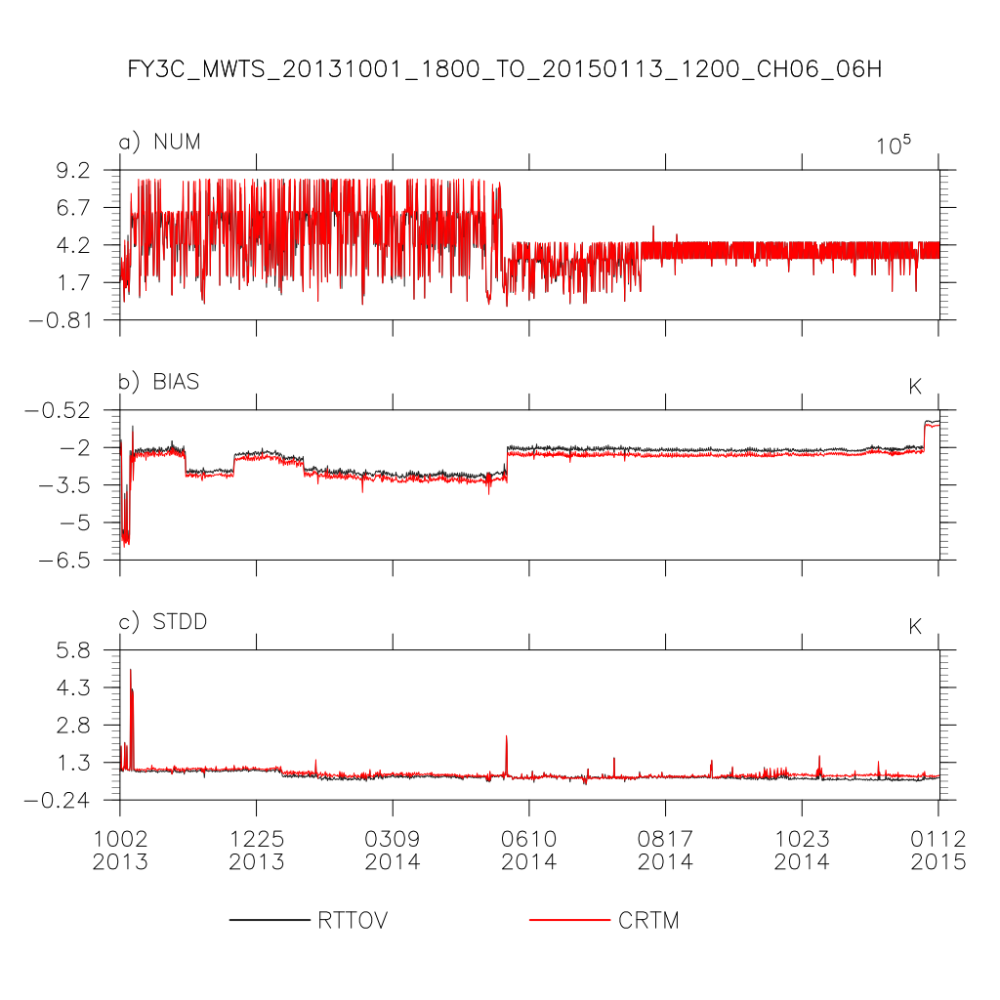 FY3C_MWTS_20131001_1800_TO_20150113_1200_CH06_06H
a) NUM
10^5
9.2
6.7
4.2
1.7
−0.81
b) BIAS
K
−0.52
−2
−3.5
−5
−6.5
c) STDD
K
5.8
4.3
2.8
1.3
−0.24
1002 1225 0309 0610 0817 1023 0112
2013 2013 2014 2014 2014 2014 2015
RTTOV CRTM